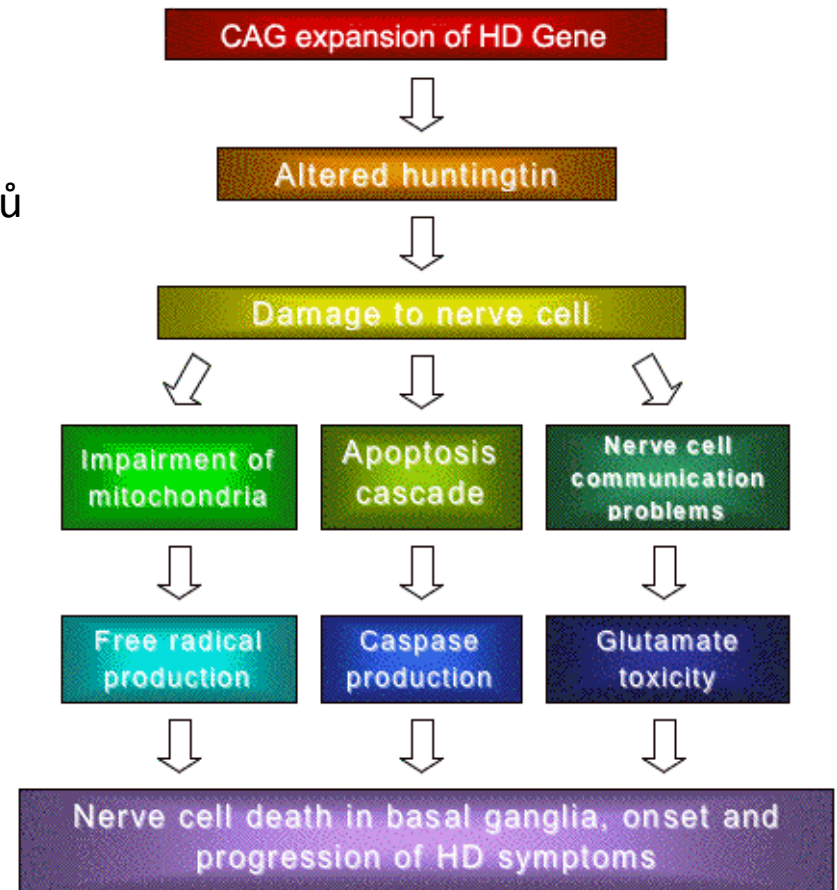 CAG expansion of HD Gene
Altered huntingtin
ů
Damage to nerve cell
Impairment of
mitochondria
Apoptosis
cascade
Nerve cell
communication
problems
Free radical
production
Caspase
production
Glutamate
toxicity
Nerve cell death in basal ganglia, onset and
progression of HD symptoms